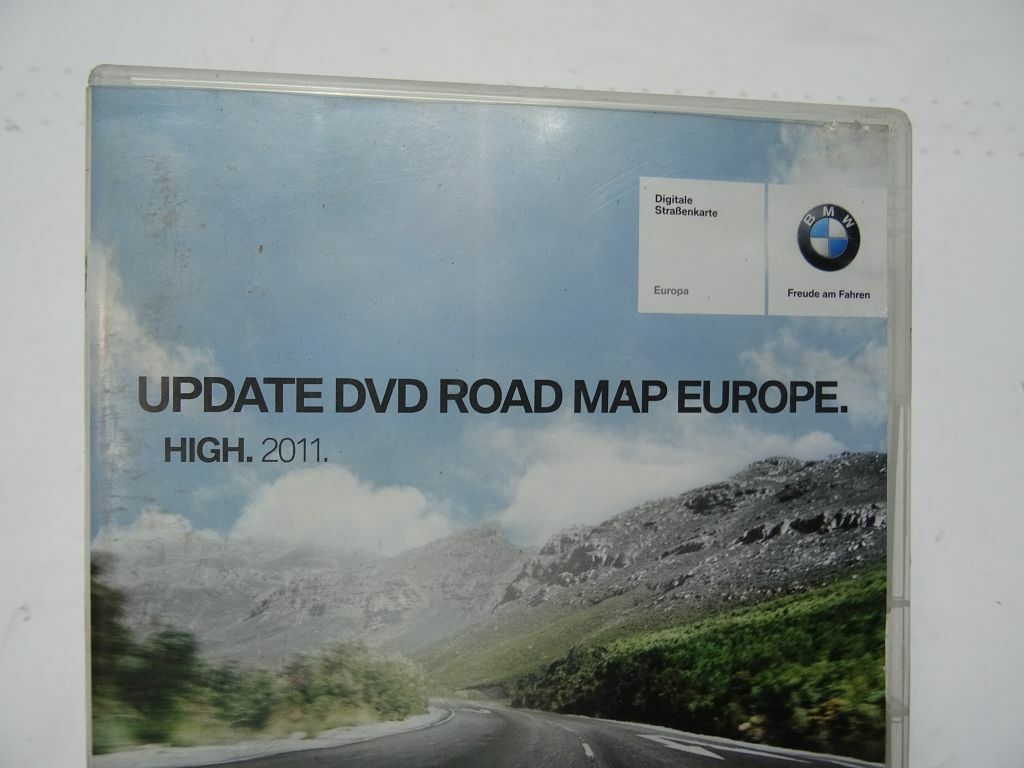 Digitale
Straßenkarte
Europa
BMW
Freude am Fahren
UPDATE DVD ROAD MAP EUROPE.
HIGH. 2011.